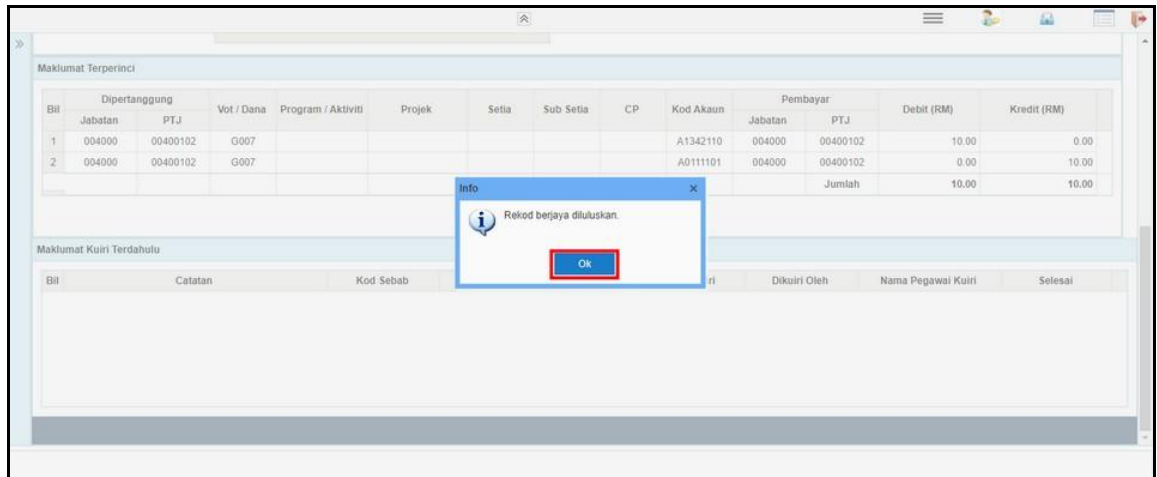 Maklumat Terperinci
Bil Dipertanggung Vot / Dana Program / Aktiviti Projek Setia Sub Setia CP Kod Akaun Pembayar Debit (RM) Kredit (RM)
Jabatan PTJ Jabatan PTJ
1 004000 00400102 G007 A1342110 004000 00400102 10.00 0.00
2 004000 00400102 G007 A0111101 004000 00400102 0.00 10.00
Jumlah 10.00 10.00
Info
Rekod berjaya diluluskan.
Ok
Maklumat Kuiri Terdahulu
Bil Catatan Kod Sebab Dikuiri Oleh Nama Pegawai Kuiri Selesai